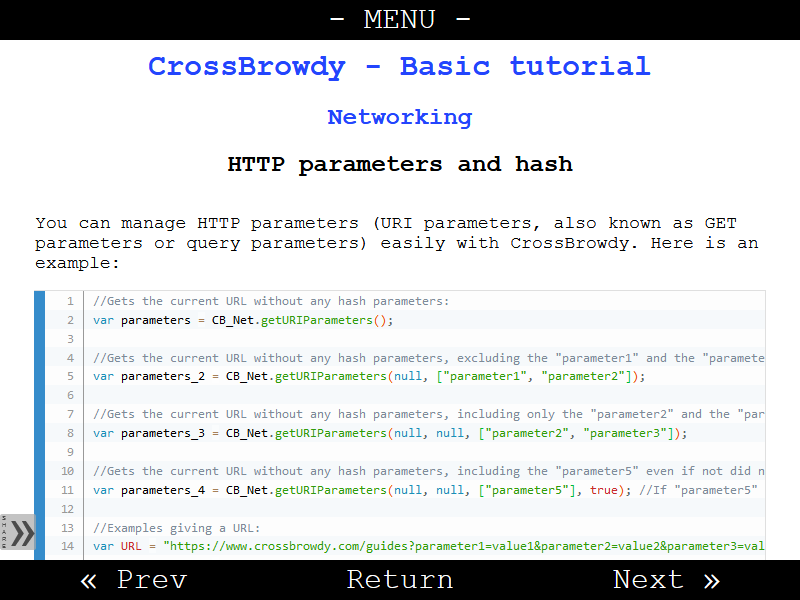 - MENU -
CrossBrowdy - Basic tutorial
Networking
HTTP parameters and hash
You can manage HTTP parameters (URI parameters, also known as GET
parameters or query parameters) easily with CrossBrowdy. Here is an
example:
1 //Gets the current URL without any hash parameters:
2 var parameters = CB_Net.getURIParameters();
3
4 //Gets the current URL without any hash parameters, excluding the "parameter1" and the "paramete
5 var parameters_2 = CB_Net.getURIParameters(null, ["parameter1", "parameter2"]);
6
7 //Gets the current URL without any hash parameters, including only the "parameter2" and the "par
8 var parameters_3 = CB_Net.getURIParameters(null, null, ["parameter2", "parameter3"]);
9
10 //Gets the current URL without any hash parameters, including the "parameter5" even if not did n
11 var parameters_4 = CB_Net.getURIParameters(null, null, ["parameter5"], true); //If "parameter5"
12
13 //Examples giving a URL:
14 var URL = "https://www.crossbrowdy.com/guides?parameter1=value1&parameter2=value2&parameter3=val
SHARE »
« Prev Return Next »